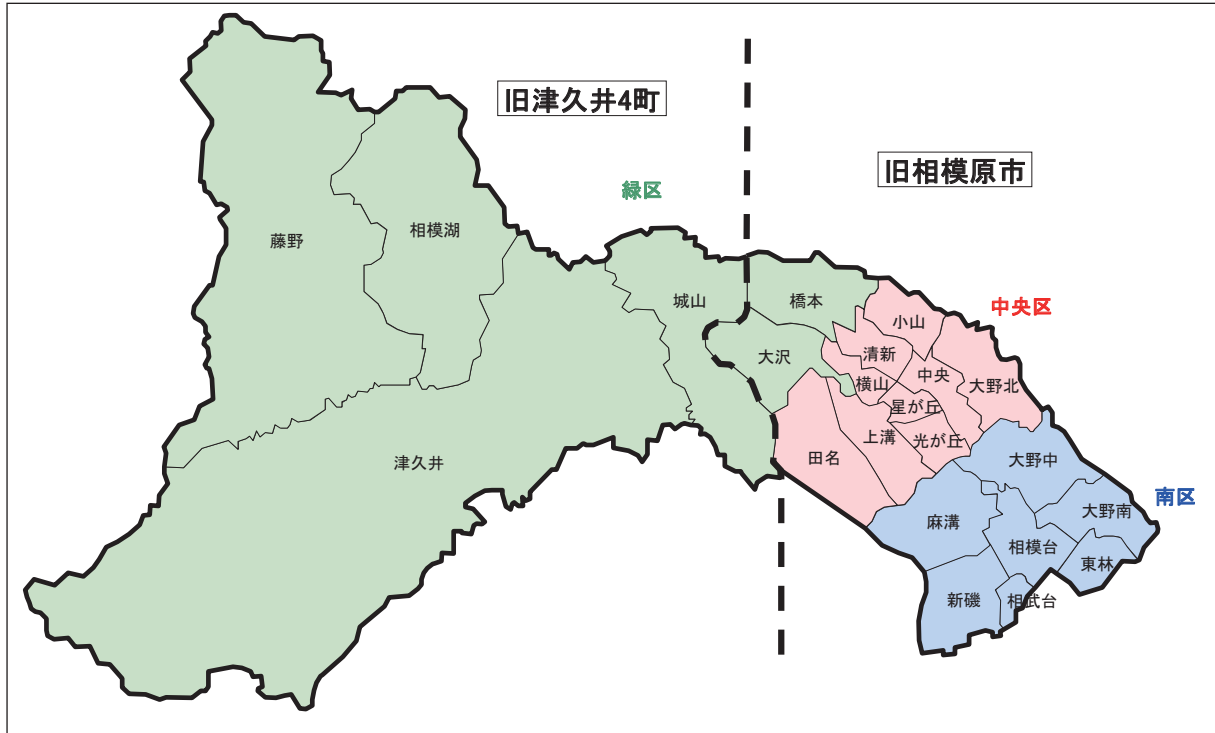 旧津久井4町
旧相模原市
緑区
藤野
相模湖
城山
橋本
中央区
小山
大沢
清新
中央
横山
大野北
星が丘
上溝
光が丘
田名
津久井
大野中
南区
大野南
麻溝
相模台
東林
新磯
相武台